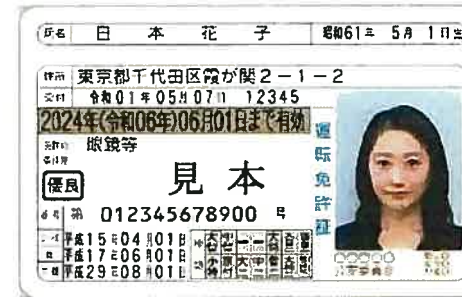 氏名 日本花子 昭和61年 5月 1日生
住所 東京都千代田区霞が関2-1-2
交付 令和01年05月07日 12345
2024年(令和06年)06月01日まで有効
眼鏡等
優良
見本
番号 第 012345678900 号
平成15年04月01日
平成17年06月01日
平成29年08月01日
運転免許証
公安委員会